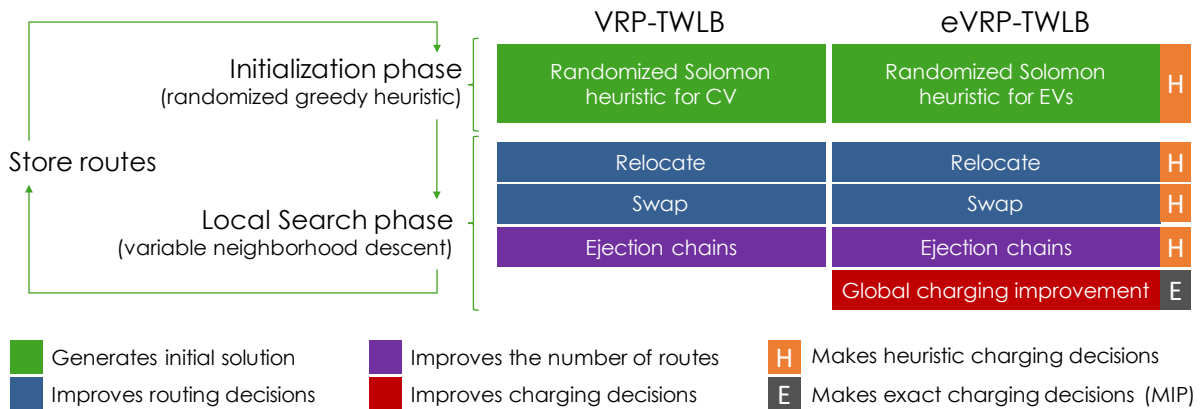 VRP-TWLB
eVRP-TWLB
Initialization phase
(randomized greedy heuristic)
Randomized Solomon
heuristic for CV
Randomized Solomon
heuristic for EVs
H
Store routes
Local Search phase
(variable neighborhood descent)
Relocate
Relocate
H
Swap
Swap
H
Ejection chains
Ejection chains
H
Global charging improvement
E
Generates initial solution
Improves the number of routes
H Makes heuristic charging decisions
Improves routing decisions
Improves charging decisions
E Makes exact charging decisions (MIP)